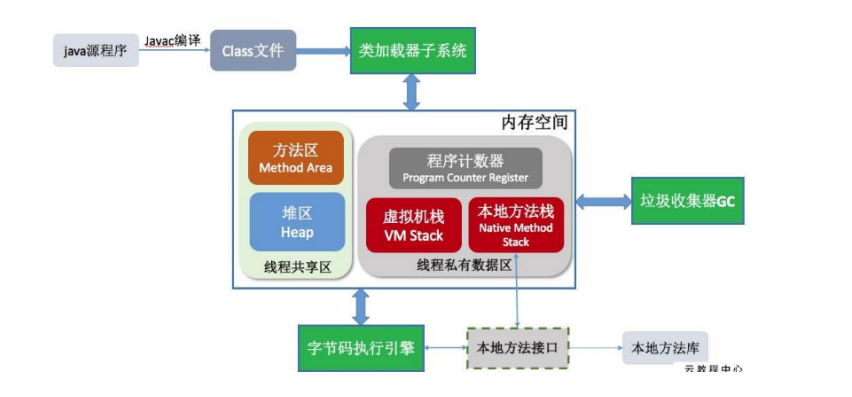 java源程序
Javac编译
Class文件
类加载器子系统
内存空间
方法区
Method Area
程序计数器
Program Counter Register
堆区
Heap
虚拟机栈
VM Stack
本地方法栈
Native Method
Stack
线程共享区
线程私有数据区
垃圾收集器GC
字节码执行引擎
本地方法接口
本地方法库
云教程中心